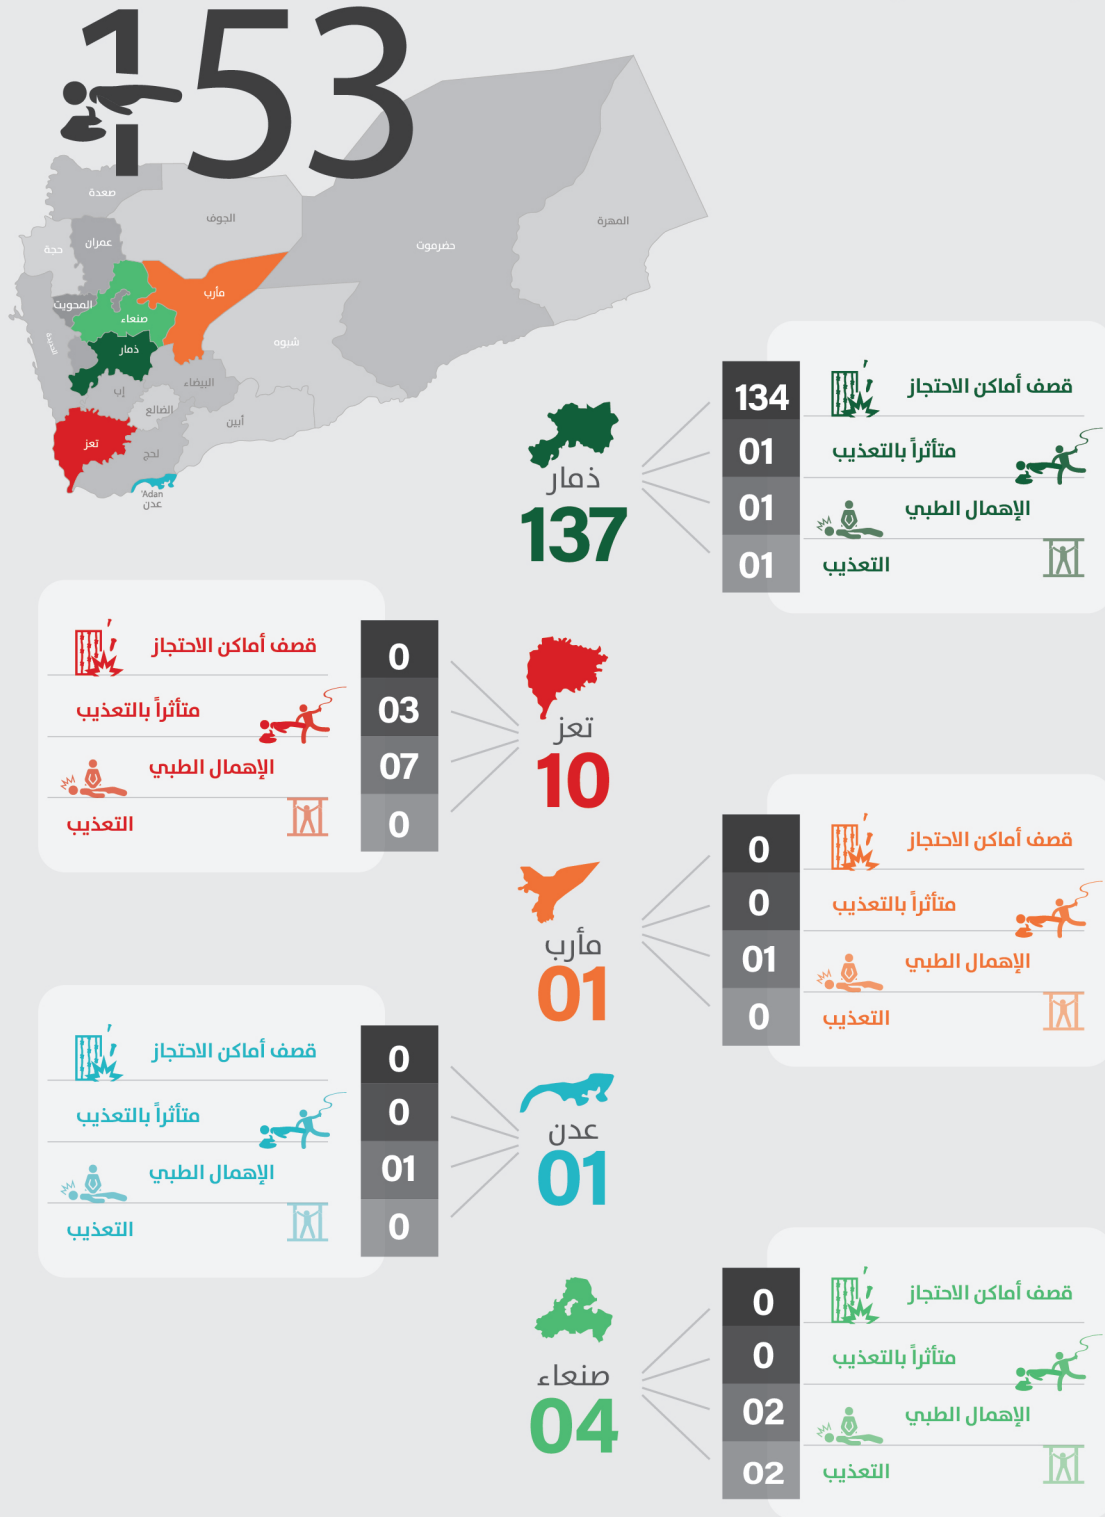 153
صعدة
الجوف
المهرة
حضرموت
عمران
حجة
مأرب
المحويت
صنعاء
الحديدة
ذمار
شبوه
إب
البيضاء
الضالع
أبين
تعز
لحج
'Adan
عدن
ذمار
137
134 قصف أماكن الاحتجاز
01 متأثراً بالتعذيب
01 الإهمال الطبي
01 التعذيب
تعز
10
قصف أماكن الاحتجاز 0
متأثراً بالتعذيب 03
الإهمال الطبي 07
التعذيب 0
مأرب
01
0 قصف أماكن الاحتجاز
0 متأثراً بالتعذيب
01 الإهمال الطبي
0 التعذيب
عدن
01
قصف أماكن الاحتجاز 0
متأثراً بالتعذيب 0
الإهمال الطبي 01
التعذيب 0
صنعاء
04
0 قصف أماكن الاحتجاز
0 متأثراً بالتعذيب
02 الإهمال الطبي
02 التعذيب